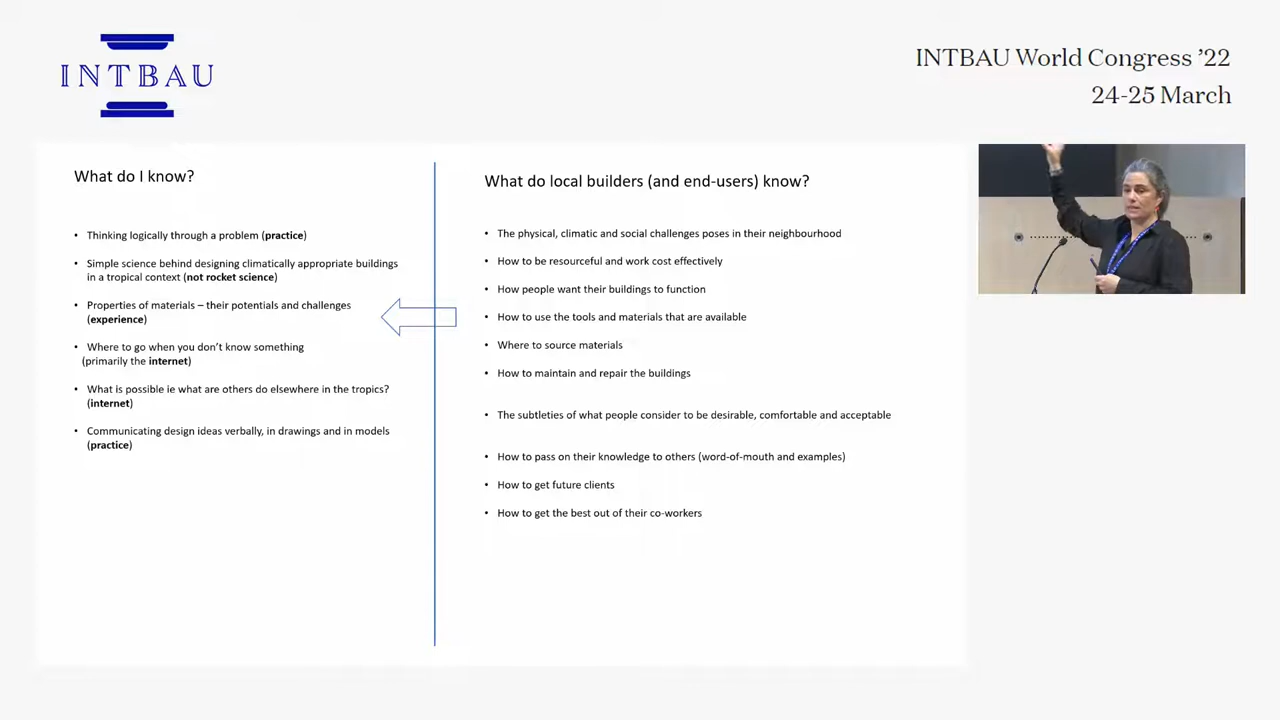 INTBAU
INTBAU World Congress ’22
24-25 March
What do I know?
• Thinking logically through a problem (practice)
• Simple science behind designing climatically appropriate buildings
in a tropical context (not rocket science)
• Properties of materials – their potentials and challenges
(experience)
• Where to go when you don’t know something
(primarily the internet)
• What is possible ie what are others do elsewhere in the tropics?
(internet)
• Communicating design ideas verbally, in drawings and in models
(practice)
What do local builders (and end-users) know?
• The physical, climatic and social challenges poses in their neighbourhood
• How to be resourceful and work cost effectively
• How people want their buildings to function
• How to use the tools and materials that are available
• Where to source materials
• How to maintain and repair the buildings
• The subtleties of what people consider to be desirable, comfortable and acceptable
• How to pass on their knowledge to others (word-of-mouth and examples)
• How to get future clients
• How to get the best out of their co-workers